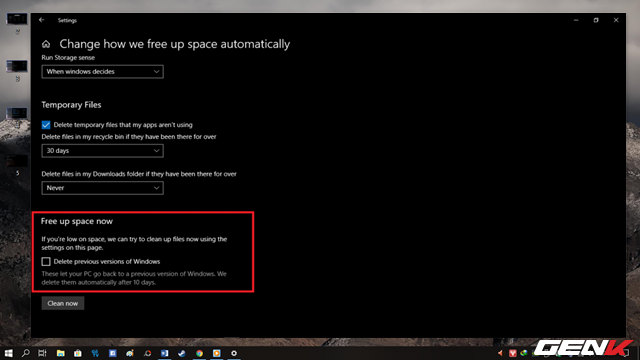 Settings
Change how we free up space automatically
Run Storage sense
When windows decides
Temporary Files
Delete temporary files that my apps aren't using
Delete files in my recycle bin if they have been there for over
30 days
Delete files in my Downloads folder if they have been there for over
Never
Free up space now
If you're low on space, we can try to clean up files now using the
settings on this page.
Delete previous versions of Windows
These let your PC go back to a previous version of Windows. We
delete them automatically after 10 days.
Clean now
GENK